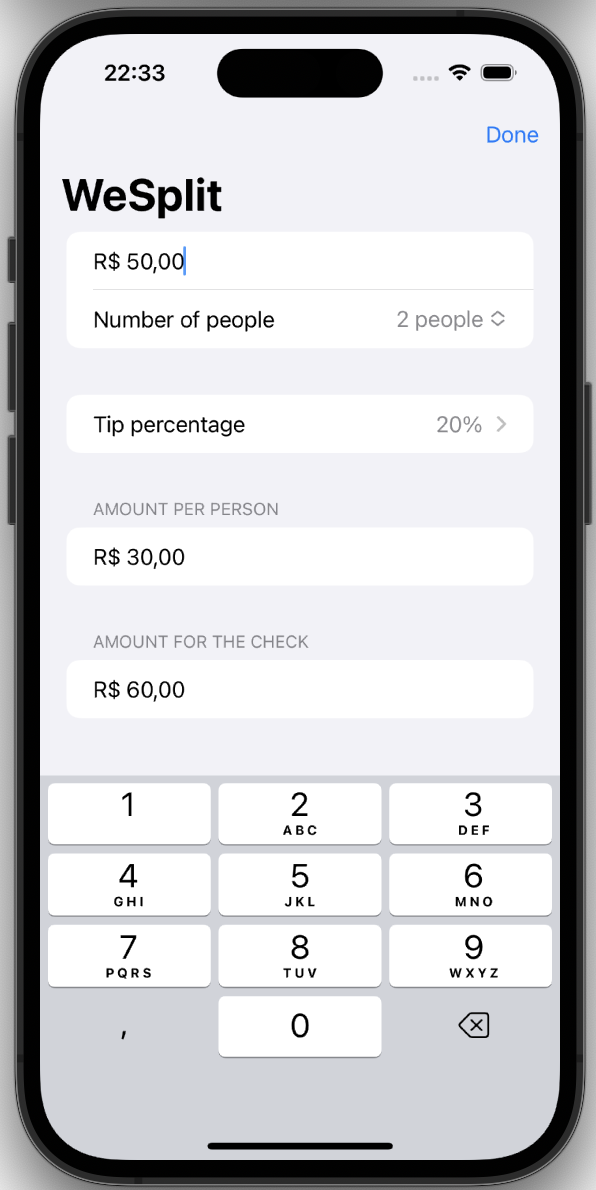 22:33
Done
WeSplit
R$ 50,00
Number of people 2 people
Tip percentage 20%
AMOUNT PER PERSON
R$ 30,00
AMOUNT FOR THE CHECK
R$ 60,00
1 2 3
ABC DEF
4 5 6
GHI JKL MNO
7 8 9
PQRS TUV WXYZ
, 0